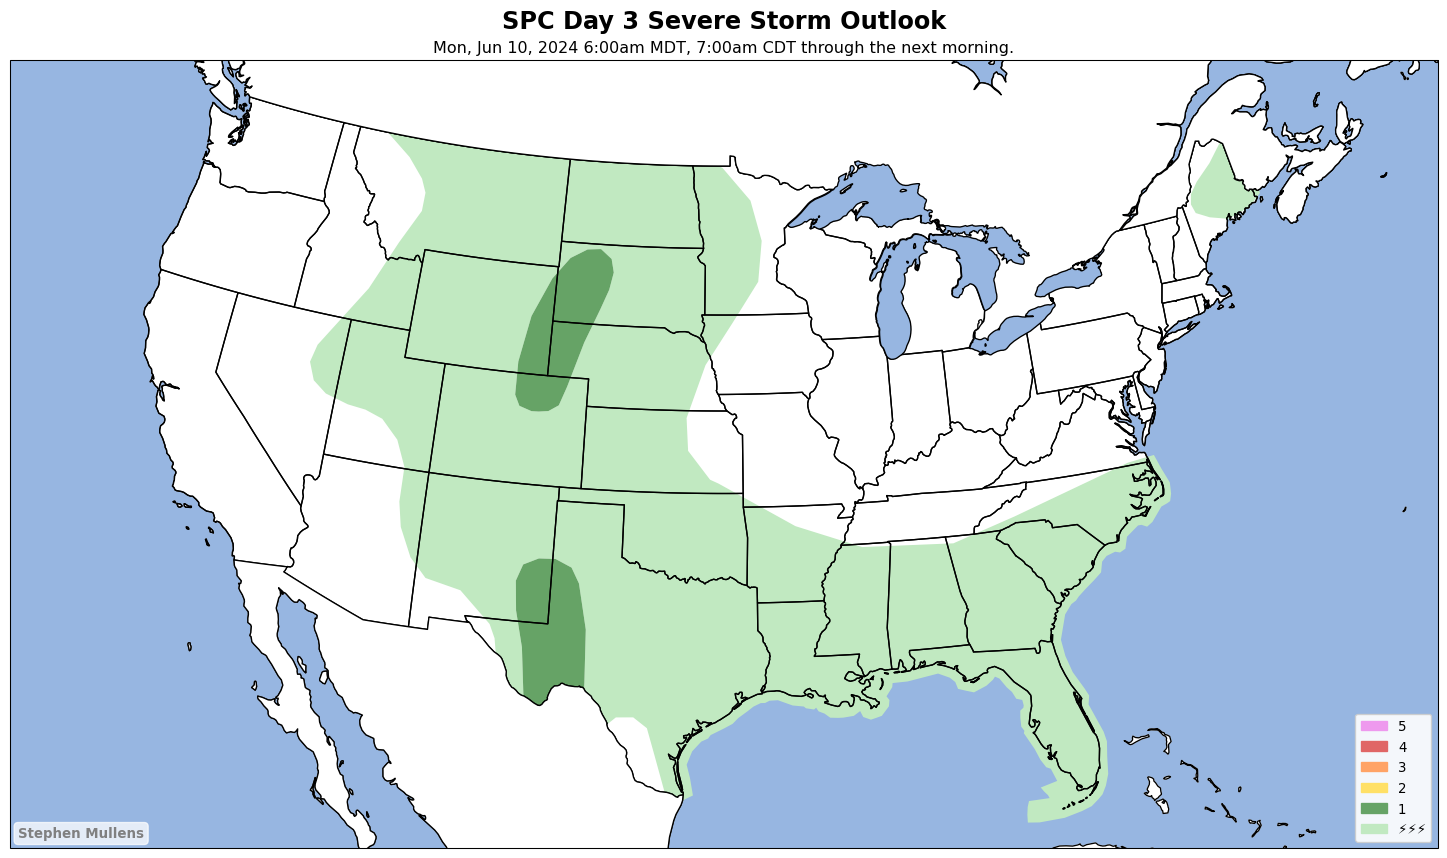 SPC Day 3 Severe Storm Outlook
Mon, Jun 10, 2024 6:00am MDT, 7:00am CDT through the next morning.
5
4
3
2
1
⚡⚡⚡
Stephen Mullens